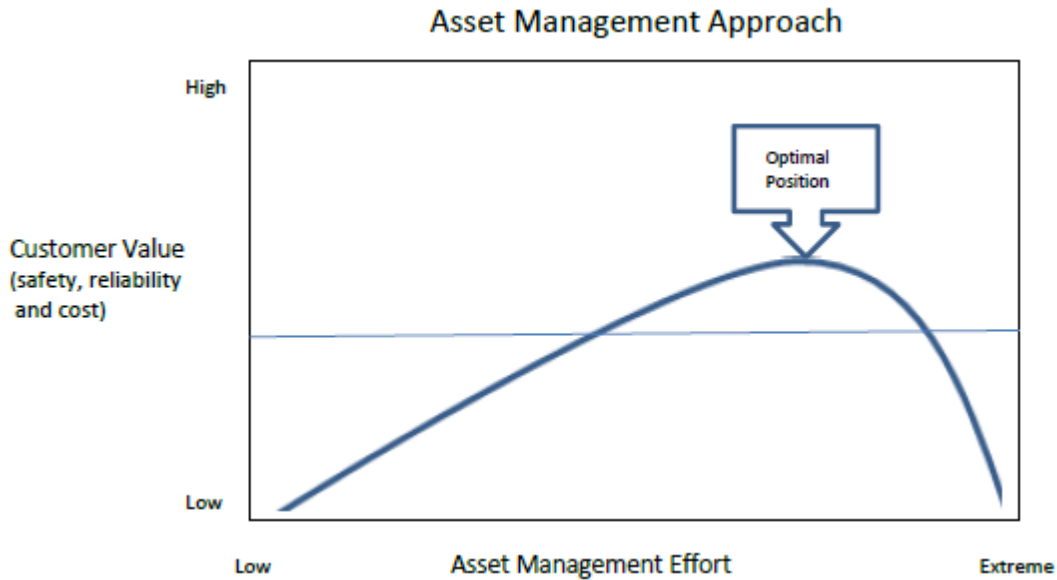 Asset Management Approach
High
Optimal
Position
Customer Value
(safety, reliability
and cost)
Low
Low
Asset Management Effort
Extreme